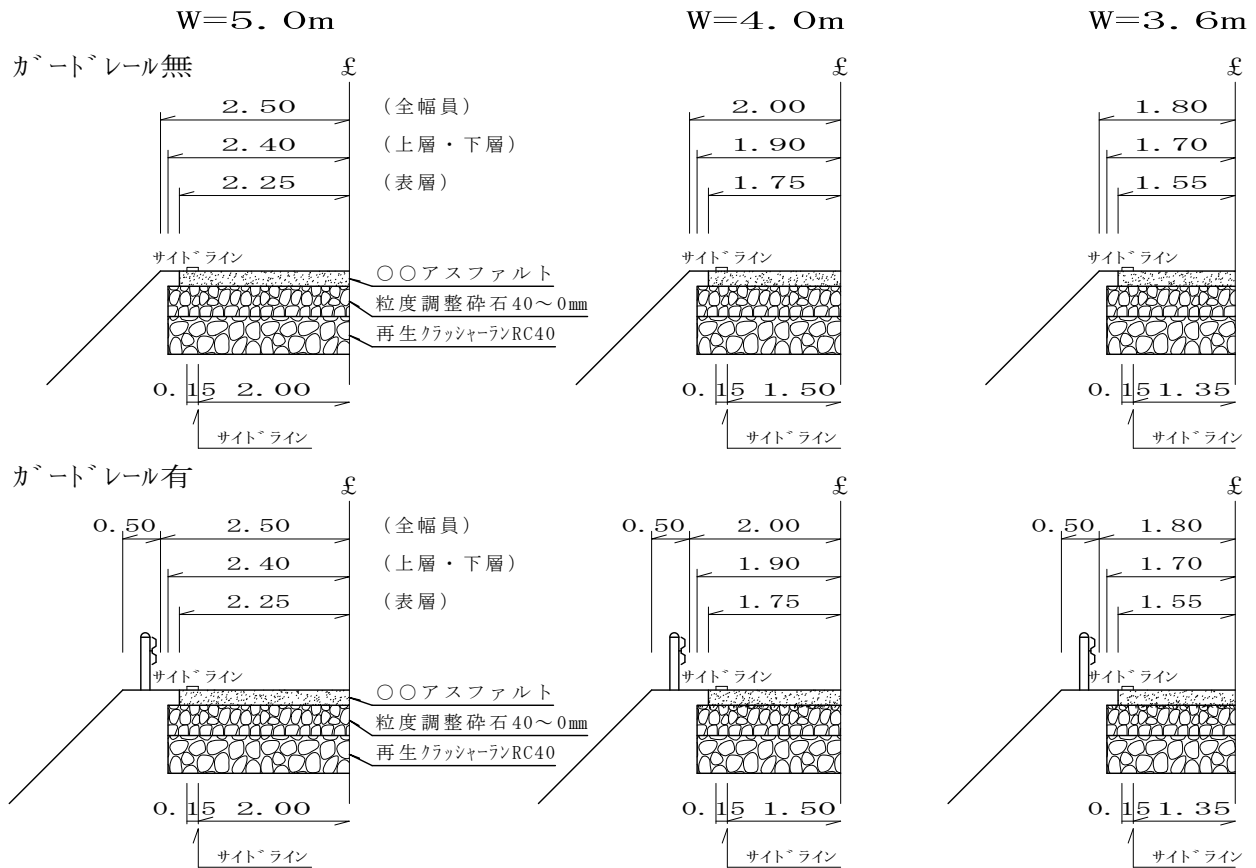 W=5.0m W=4.0m W=3.6m
ガードレール無 £ £ £
2.50 (全幅員) 2.00 1.80
2.40 (上層・下層) 1.90 1.70
2.25 (表層) 1.75 1.55
サイドライン サイドライン サイドライン
○○アスファルト
粒度調整砕石40～0mm
再生クラッシャーランRC40
0.15 2.00 0.15 1.50 0.15 1.35
サイドライン サイドライン サイドライン
ガードレール有 £ £ £
0.50 2.50 (全幅員) 0.50 2.00 0.50 1.80
2.40 (上層・下層) 1.90 1.70
2.25 (表層) 1.75 1.55
サイドライン サイドライン サイドライン
○○アスファルト
粒度調整砕石40～0mm
再生クラッシャーランRC40
0.15 2.00 0.15 1.50 0.15 1.35
サイドライン サイドライン サイドライン